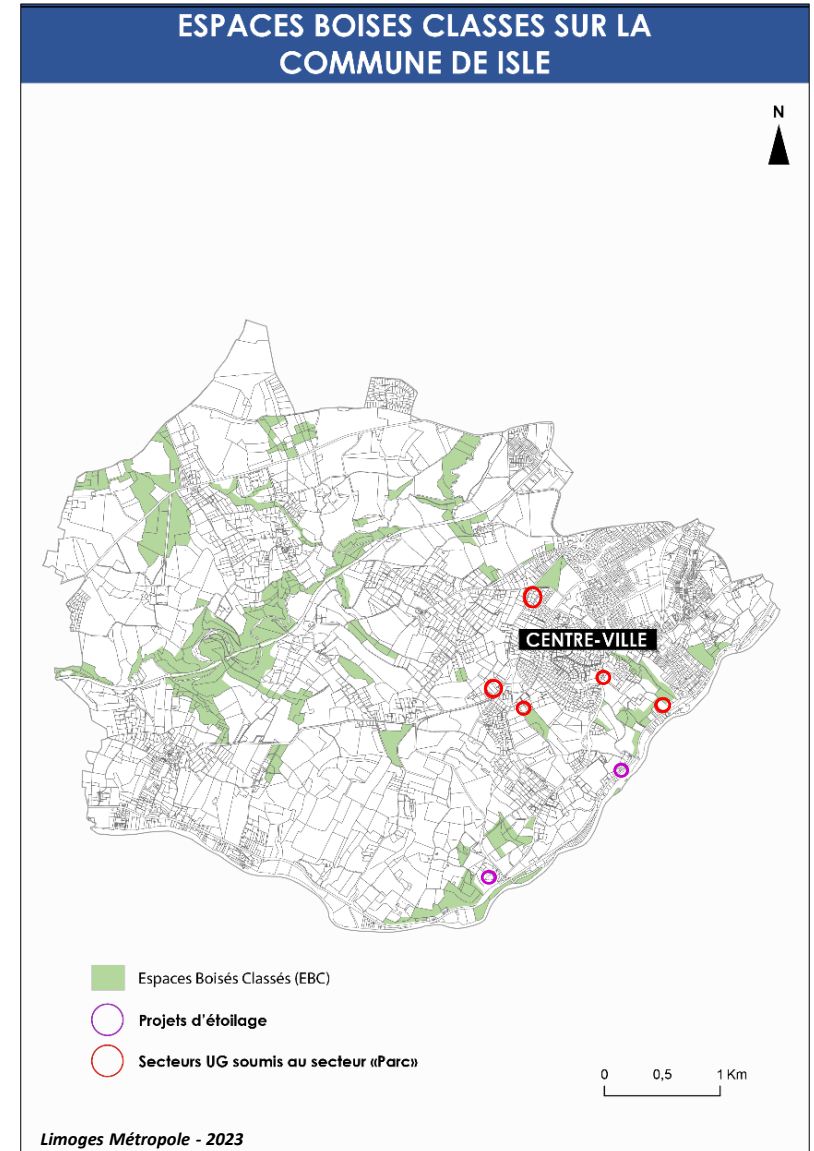 ESPACES BOISES CLASSES SUR LA
COMMUNE DE ISLE
N
CENTRE-VILLE
Espaces Boisés Classés (EBC)
Projets d'étoilage
Secteurs UG soumis au secteur «Parc»
0 0,5 1 Km
Limoges Métropole - 2023